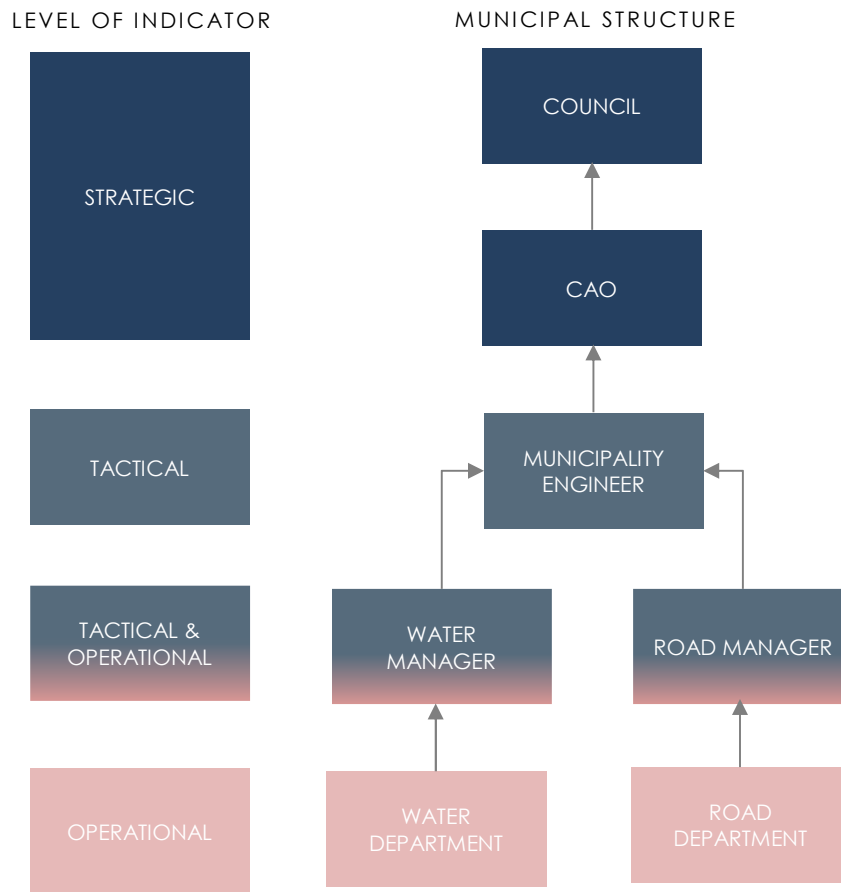 LEVEL OF INDICATOR
MUNICIPAL STRUCTURE
STRATEGIC
COUNCIL
CAO
TACTICAL
MUNICIPALITY
ENGINEER
TACTICAL &
OPERATIONAL
WATER
MANAGER
ROAD MANAGER
OPERATIONAL
WATER
DEPARTMENT
ROAD
DEPARTMENT